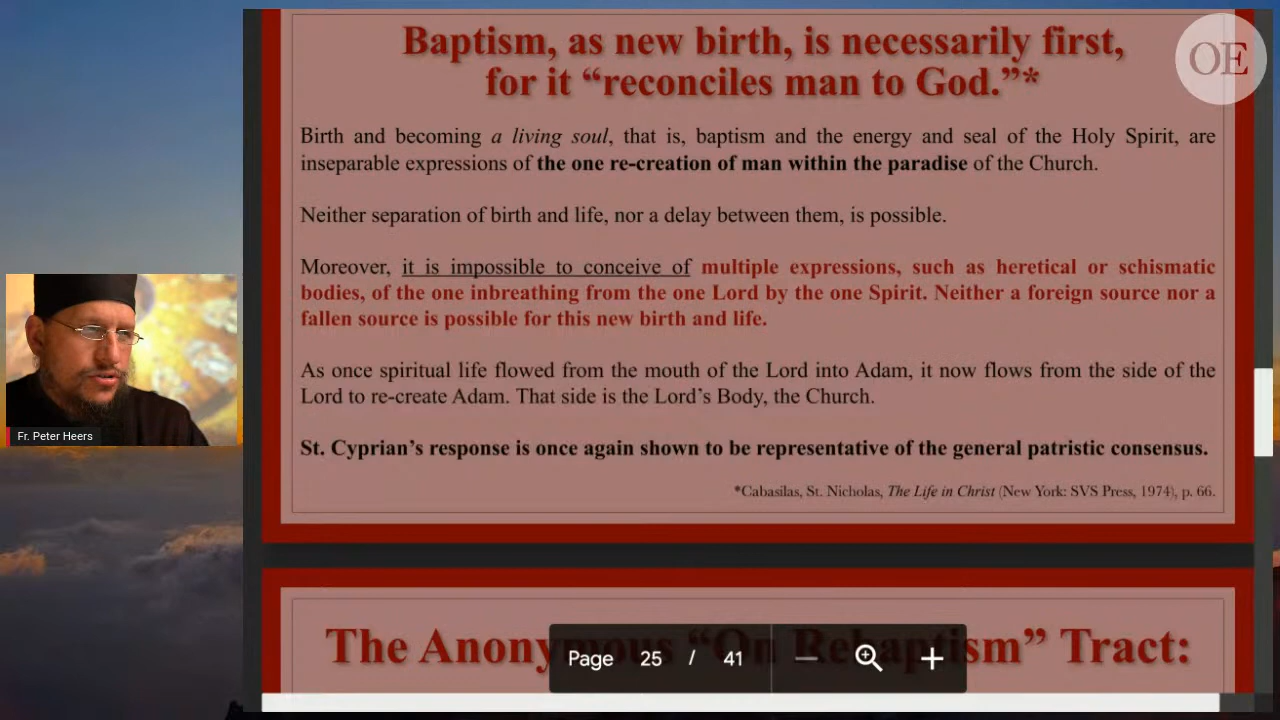 Baptism, as new birth, is necessarily first,
for it “reconciles man to God.”*
OE
Birth and becoming a living soul, that is, baptism and the energy and seal of the Holy Spirit, are
inseparable expressions of the one re-creation of man within the paradise of the Church.
Neither separation of birth and life, nor a delay between them, is possible.
Moreover, it is impossible to conceive of multiple expressions, such as heretical or schismatic
bodies, of the one inbreathing from the one Lord by the one Spirit. Neither a foreign source nor a
fallen source is possible for this new birth and life.
As once spiritual life flowed from the mouth of the Lord into Adam, it now flows from the side of the
Lord to re-create Adam. That side is the Lord’s Body, the Church.
St. Cyprian’s response is once again shown to be representative of the general patristic consensus.
*Cabasilas, St. Nicholas, The Life in Christ (New York: SVS Press, 1974), p. 66.
Fr. Peter Heers
The Anonymous “On Rebaptism” Tract:
Page 25 / 41